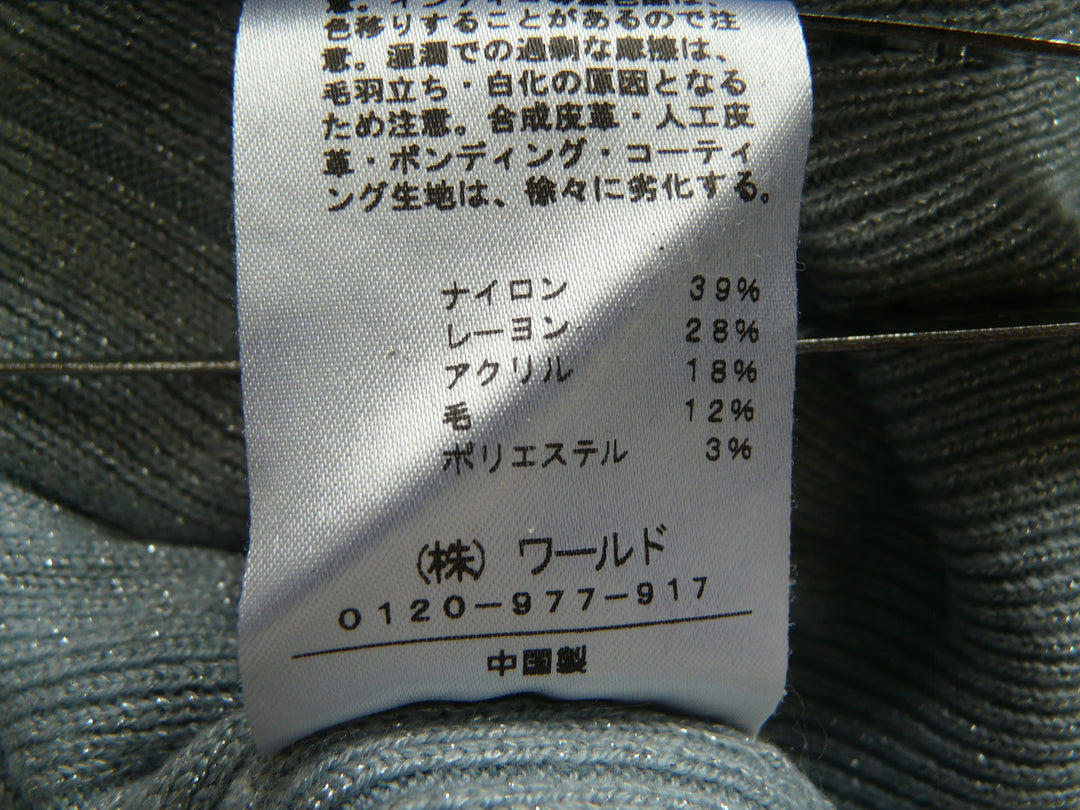 色移りすることがあるので注
意。湿潤での過剰な摩擦は、
毛羽立ち・白化の原因となる
ため注意。合成皮革・人工皮
革・ボンディング・コーティ
ング生地は、徐々に劣化する。
ナイロン 39%
レーヨン 28%
アクリル 18%
毛 12%
ポリエステル 3%
(株) ワールド
0120-977-917
中国製